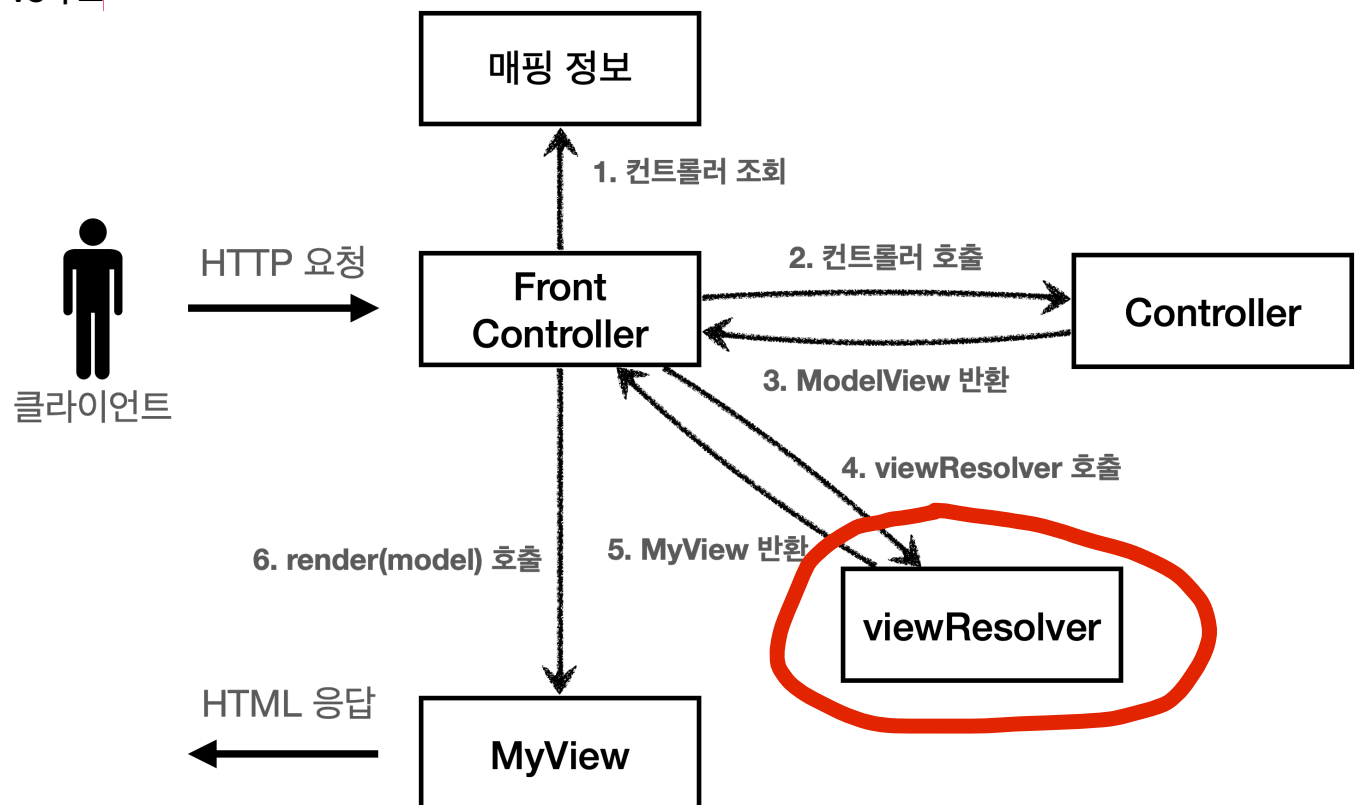 매핑 정보
1. 컨트롤러 조회
HTTP 요청
Front
Controller
2. 컨트롤러 호출
Controller
3. ModelView 반환
클라이언트
4. viewResolver 호출
5. MyView 반환
6. render(model) 호출
viewResolver
HTML 응답
MyView